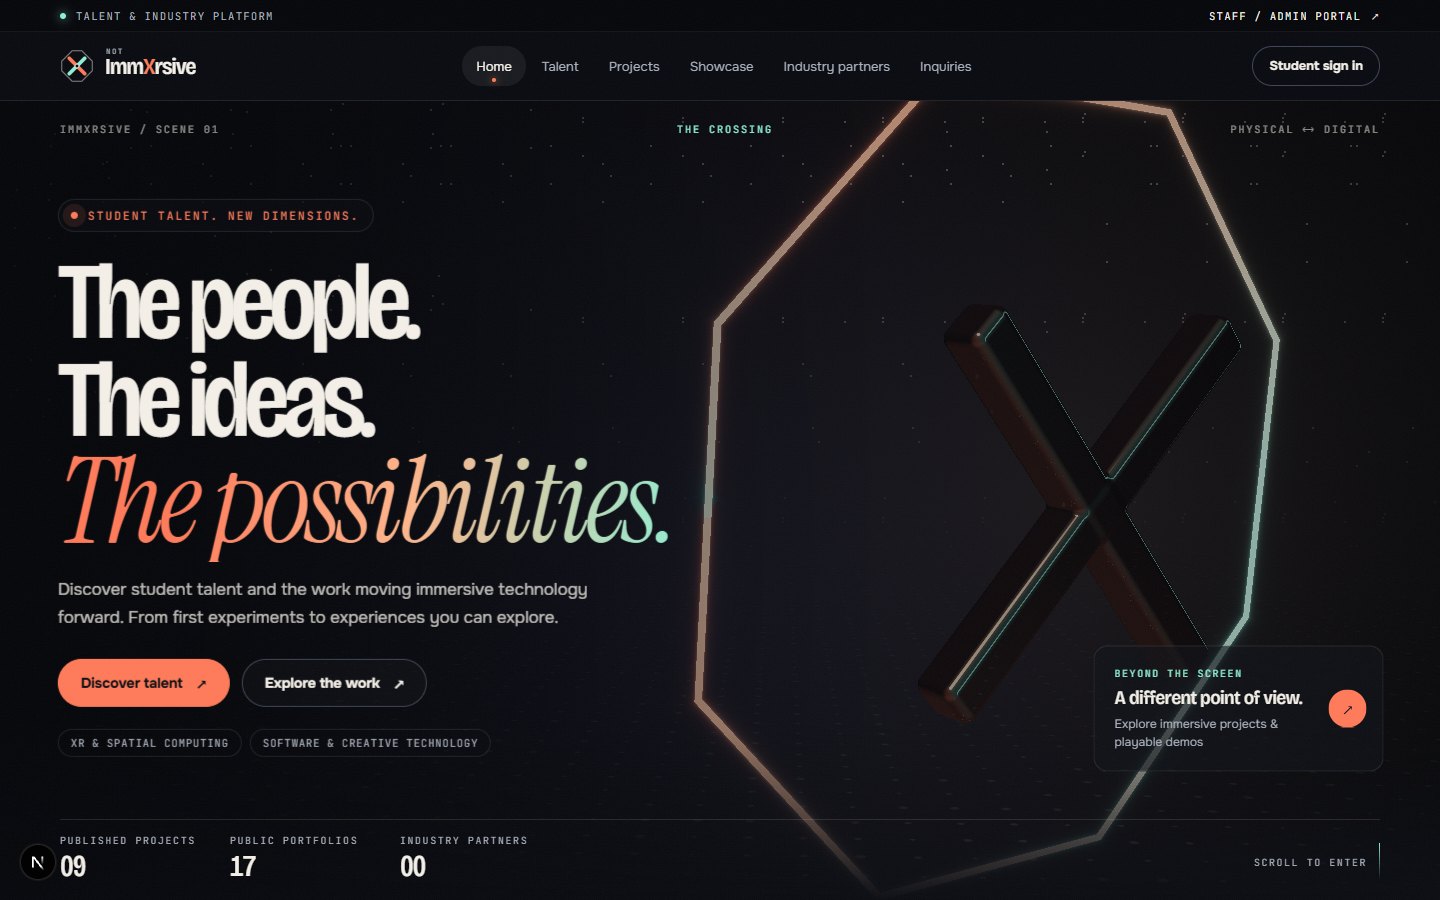 TALENT & INDUSTRY PLATFORM
STAFF / ADMIN PORTAL ↗
NOT
ImmXrsive
Home
Talent
Projects
Showcase
Industry partners
Inquiries
Student sign in
IMMXRSIVE / SCENE 01
THE CROSSING
PHYSICAL ↔ DIGITAL
STUDENT TALENT. NEW DIMENSIONS.
The people.
The ideas.
The possibilities.
Discover student talent and the work moving immersive technology
forward. From first experiments to experiences you can explore.
Discover talent ↗
Explore the work ↗
XR & SPATIAL COMPUTING
SOFTWARE & CREATIVE TECHNOLOGY
BEYOND THE SCREEN
A different point of view.
Explore immersive projects &
playable demos
↗
PUBLISHED PROJECTS
09
PUBLIC PORTFOLIOS
17
INDUSTRY PARTNERS
00
SCROLL TO ENTER
N